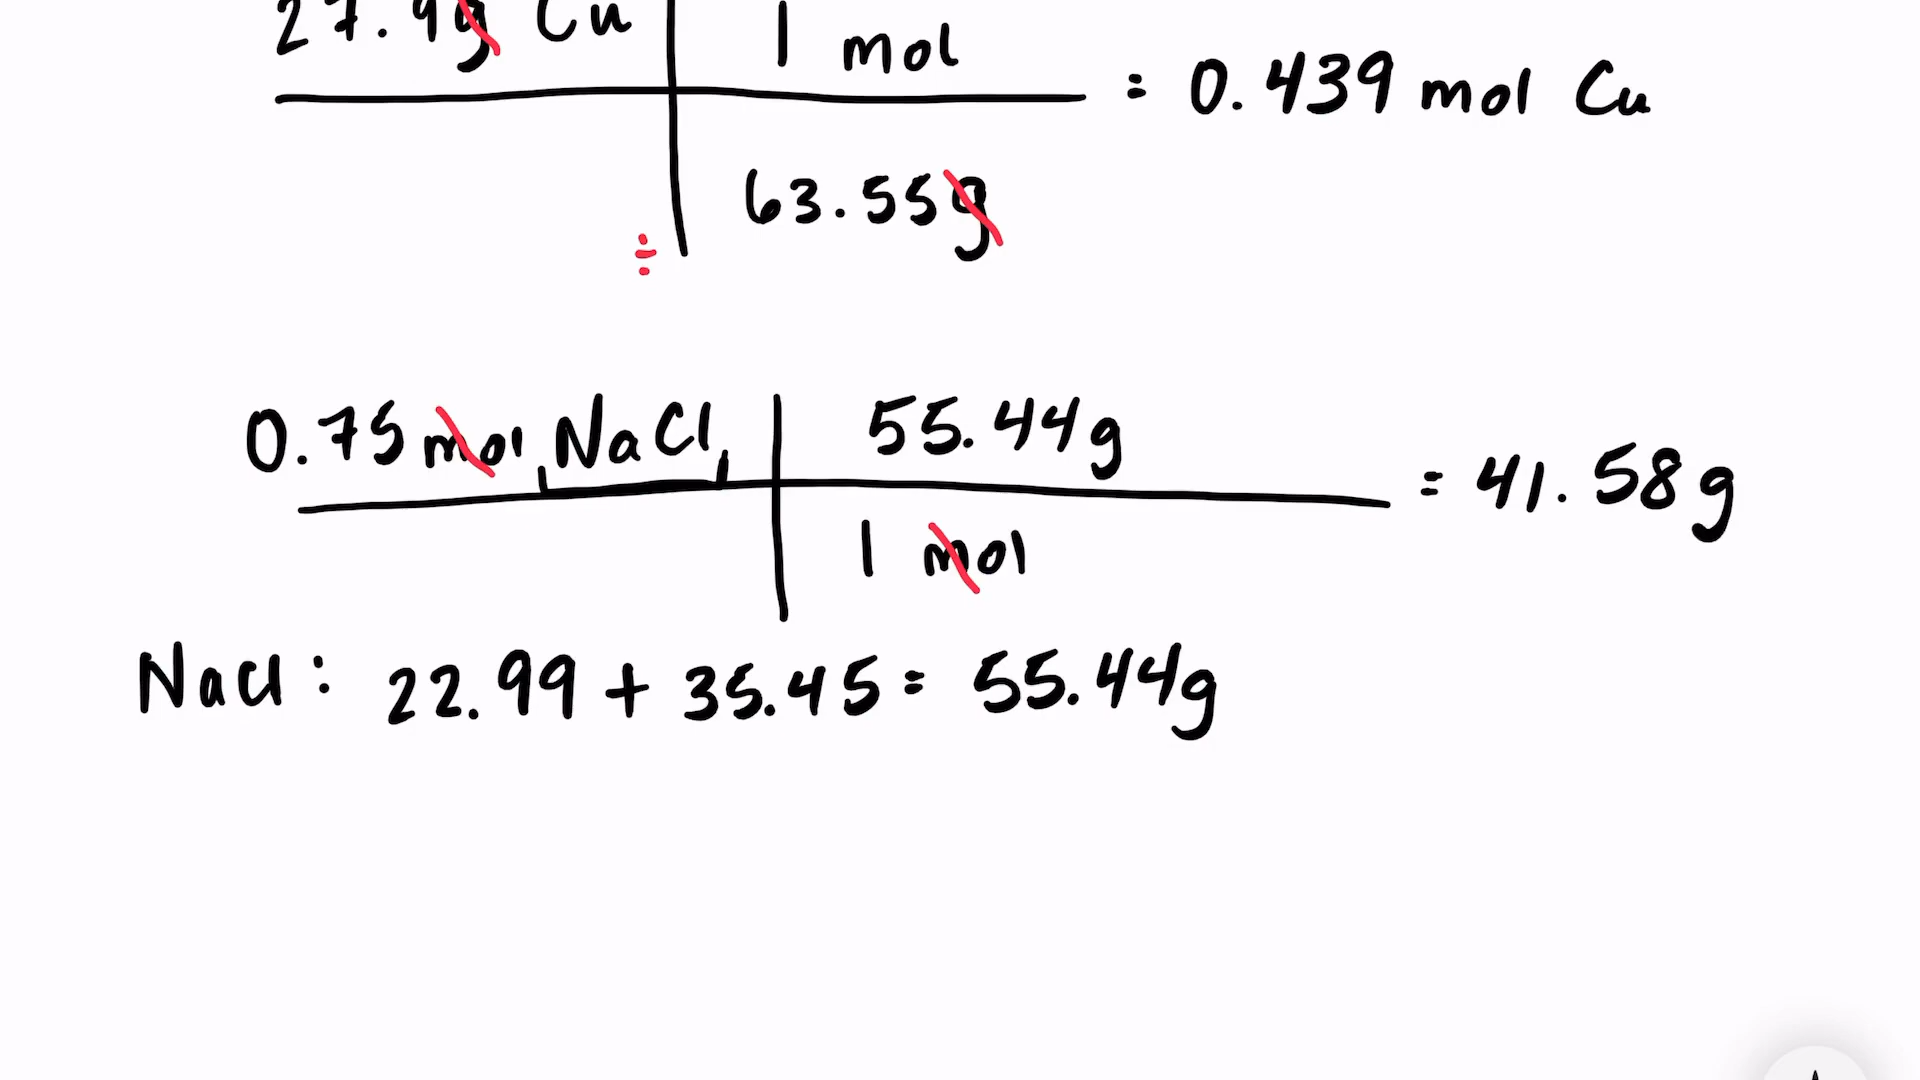 27.9g Cu 1 mol
= 0.439 mol Cu
63.55g
÷
0.75 mol NaCl 55.44g
= 41.58g
1 mol
NaCl: 22.99 + 35.45 = 55.44g